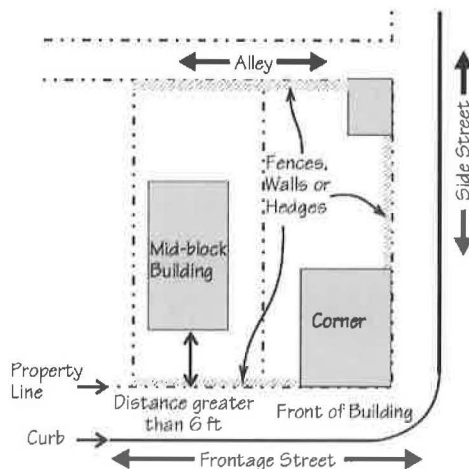 Alley
Side Street
Fences,
Walls or
Hedges
Mid-block
Building
Corner
Property
Line
Distance greater
than 6 ft
Front of Building
Curb
Frontage Street